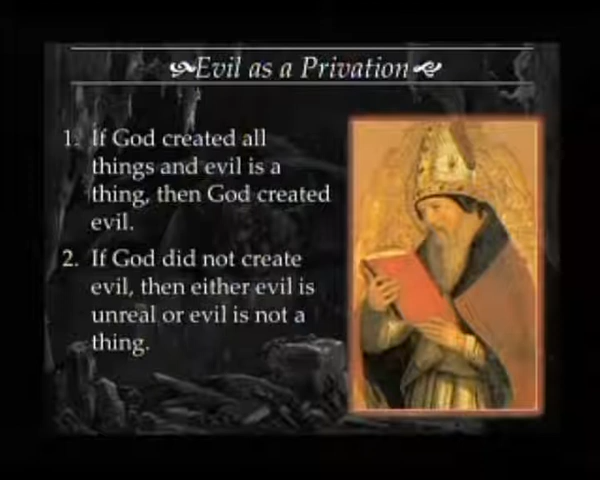 Evil as a Privation
1. If God created all
things and evil is a
thing, then God created
evil.
2. If God did not create
evil, then either evil is
unreal or evil is not a
thing.